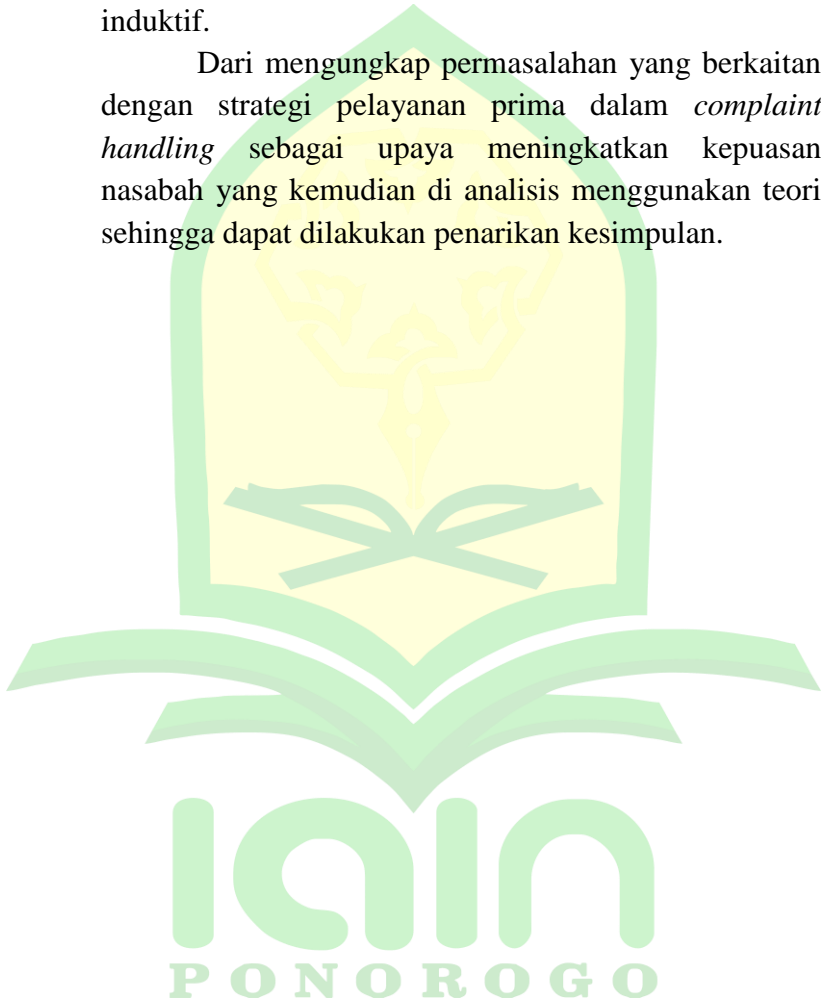 induktif.
Dari mengungkap permasalahan yang berkaitan
dengan strategi pelayanan prima dalam complaint
handling sebagai upaya meningkatkan kepuasan
nasabah yang kemudian di analisis menggunakan teori
sehingga dapat dilakukan penarikan kesimpulan.
iain
PONOROGO